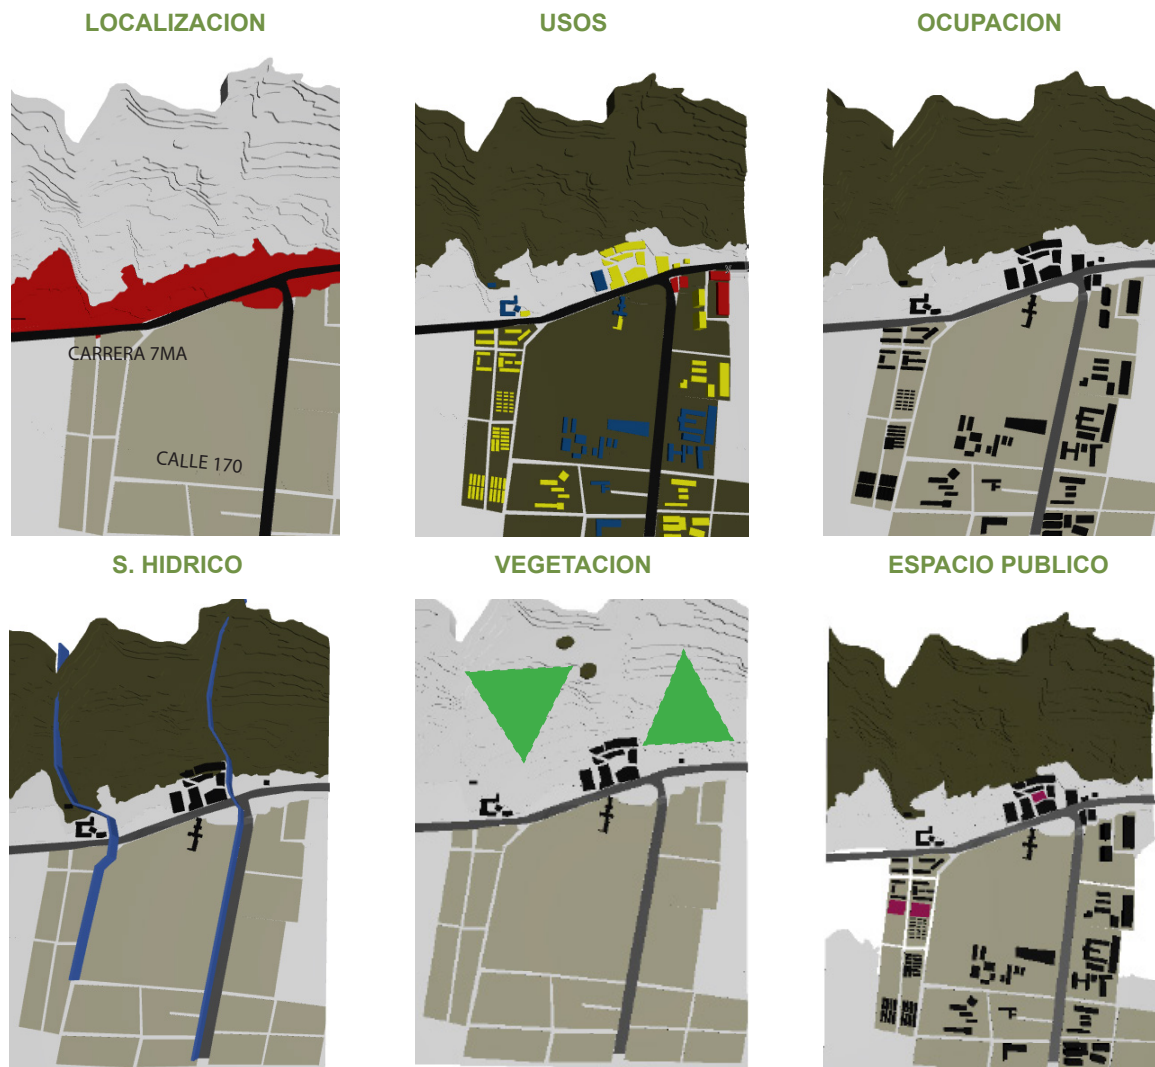 LOCALIZACION
USOS
OCUPACION
CARRERA 7MA
CALLE 170
S. HIDRICO
VEGETACION
ESPACIO PUBLICO